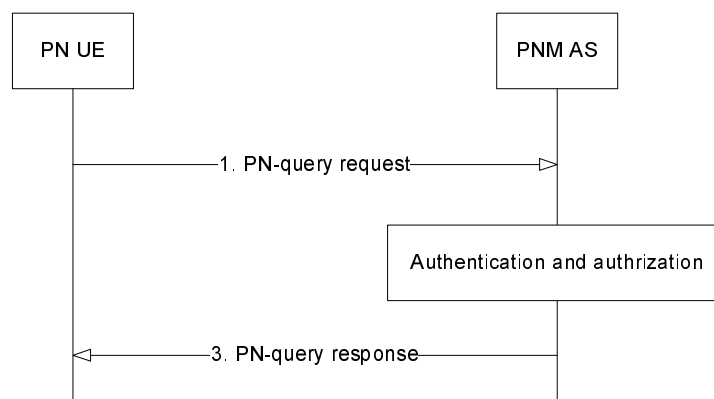 PN UE
PNM AS
1. PN-query request
Authentication and authrization
3. PN-query response